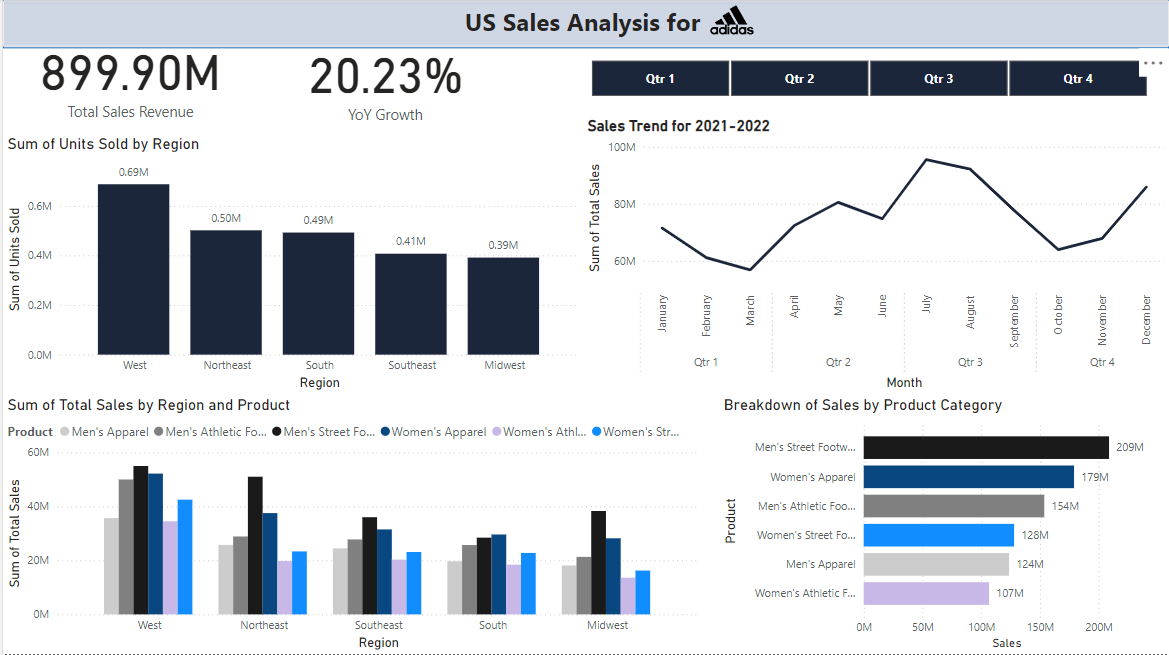 US Sales Analysis for adidas
899.90M
Total Sales Revenue
20.23%
YoY Growth
Qtr 1
Qtr 2
Qtr 3
Qtr 4
Sum of Units Sold by Region
Sum of Units Sold
0.6M
0.4M
0.2M
0.0M
0.69M
0.50M
0.49M
0.41M
0.39M
West
Northeast
South
Southeast
Midwest
Region
Sales Trend for 2021-2022
Sum of Total Sales
100M
80M
60M
January
February
March
April
May
June
July
August
September
October
November
December
Qtr 1
Qtr 2
Qtr 3
Qtr 4
Month
Sum of Total Sales by Region and Product
Product
Men's Apparel
Men's Athletic Fo...
Men's Street Fo...
Women's Apparel
Women's Athl...
Women's Str...
Sum of Total Sales
60M
40M
20M
0M
West
Northeast
Southeast
South
Midwest
Region
Breakdown of Sales by Product Category
Product
Men's Street Footw...
209M
Women's Apparel
179M
Men's Athletic Foo...
154M
Women's Street Fo...
128M
Men's Apparel
124M
Women's Athletic F...
107M
0M
50M
100M
150M
200M
Sales